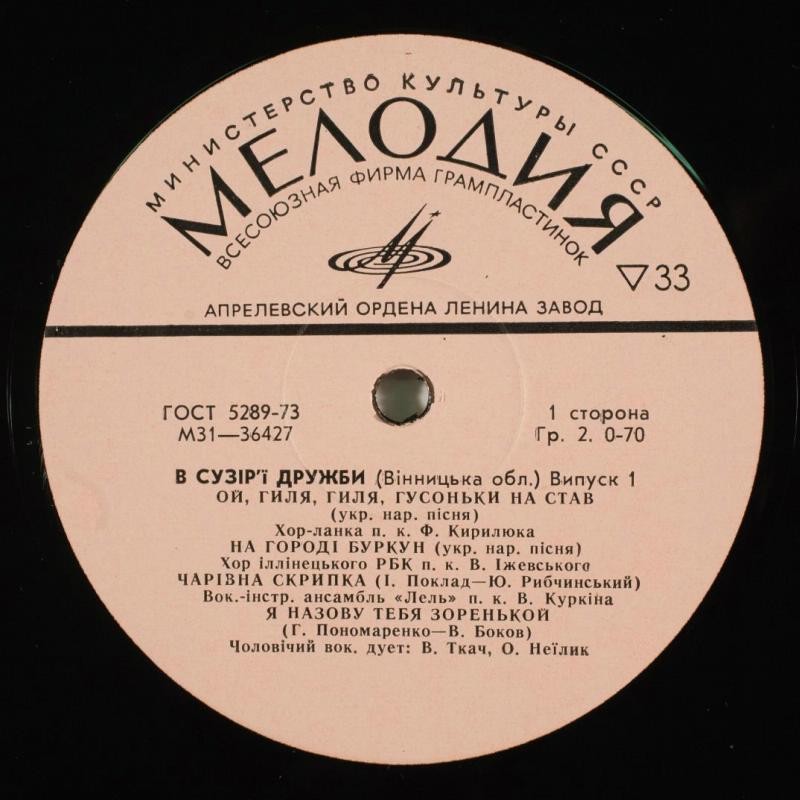 МИНИСТЕРСТВО КУЛЬТУРЫ СССР
МЕЛОДИЯ
ВСЕСОЮЗНАЯ ФИРМА ГРАМПЛАСТИНОК
▽33
АПРЕЛЕВСКИЙ ОРДЕНА ЛЕНИНА ЗАВОД
ГОСТ 5289-73
М31—36427
1 сторона
Гр. 2. 0-70
В СУЗІР'Ї ДРУЖБИ (Вінницька обл.) Випуск 1
ОЙ, ГИЛЯ, ГИЛЯ, ГУСОНЬКИ НА СТАВ
(укр. нар. пісня)
Хор-ланка п. к. Ф. Кирилюка
НА ГОРОДІ БУРКУН (укр. нар. пісня)
Хор іллінецького РБК п. к. В. Іжевського
ЧАРІВНА СКРИПКА (І. Поклад—Ю. Рибчинський)
Вок.-інстр. ансамбль «Лель» п. к. В. Куркіна
Я НАЗОВУ ТЕБЯ ЗОРЕНЬКОЙ
(Г. Пономаренко—В. Боков)
Чоловічий вок. дует: В. Ткач, О. Неїлик